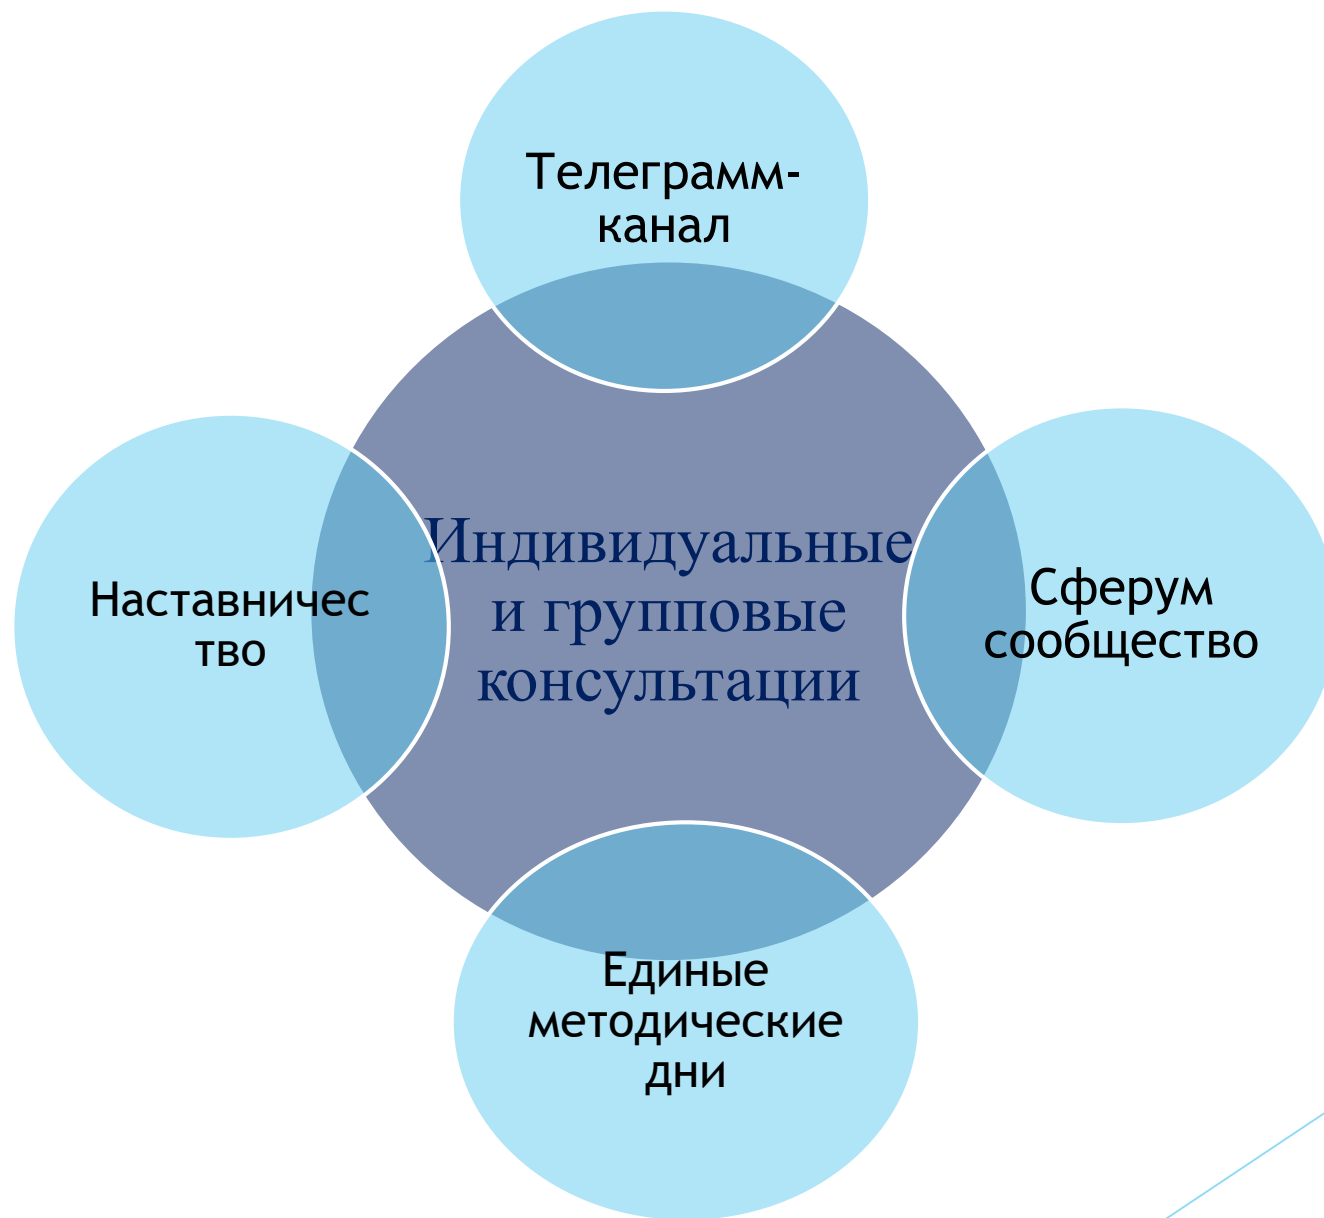 Телеграмм-
канал
Индивидуальные
и групповые
консультации
Наставничес
тво
Сферум
сообщество
Единые
методические
дни